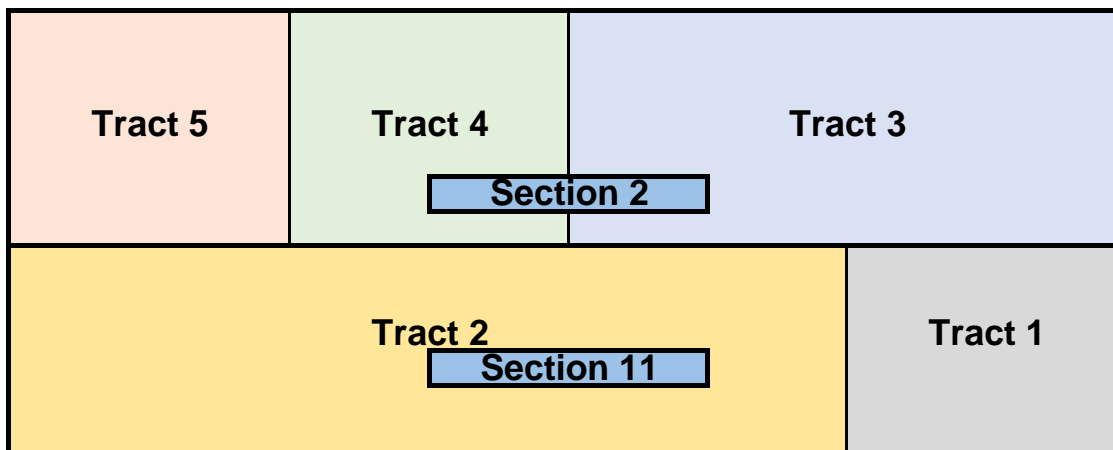 Tract 5
Tract 4
Tract 3
Section 2
Tract 2
Tract 1
Section 11